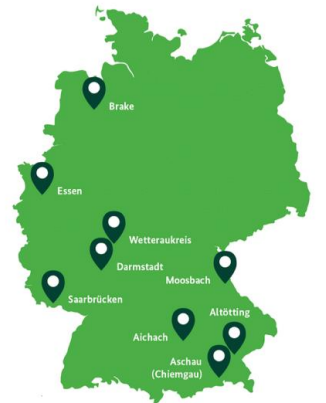 Brake
Essen
Wetteraukreis
Darmstadt
Moosbach
Saarbrücken
Altötting
Aichach
Aschau
(Chiemgau)